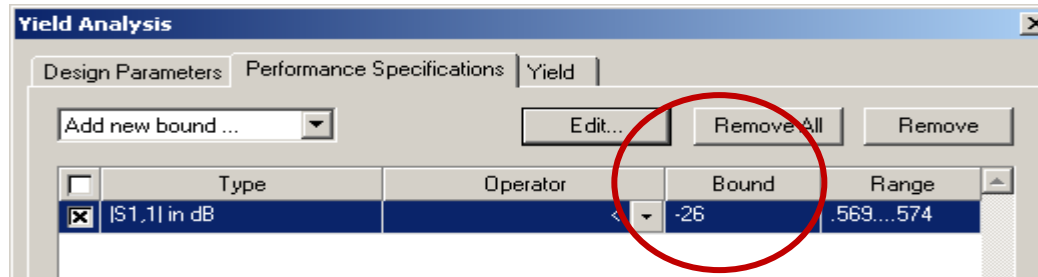 Yield Analysis
Design Parameters Performance Specifications Yield
Add new bound ... Edit... Remove All Remove
Type Operator Bound Range
|S1,1| in dB < -26 .569....574